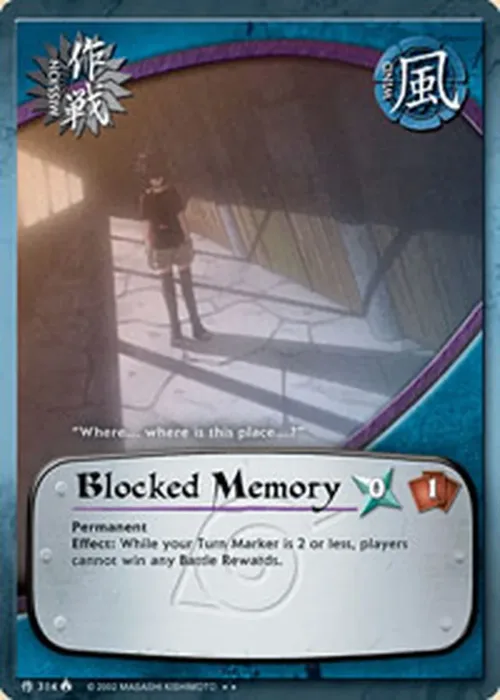 作戦
MISSION
風
WIND
"Where... where is this place...?"
Blocked Memory 0 1
Permanent
Effect: While your Turn Marker is 2 or less, players
cannot win any Battle Rewards.
314 © 2002 MASASHI KISHIMOTO